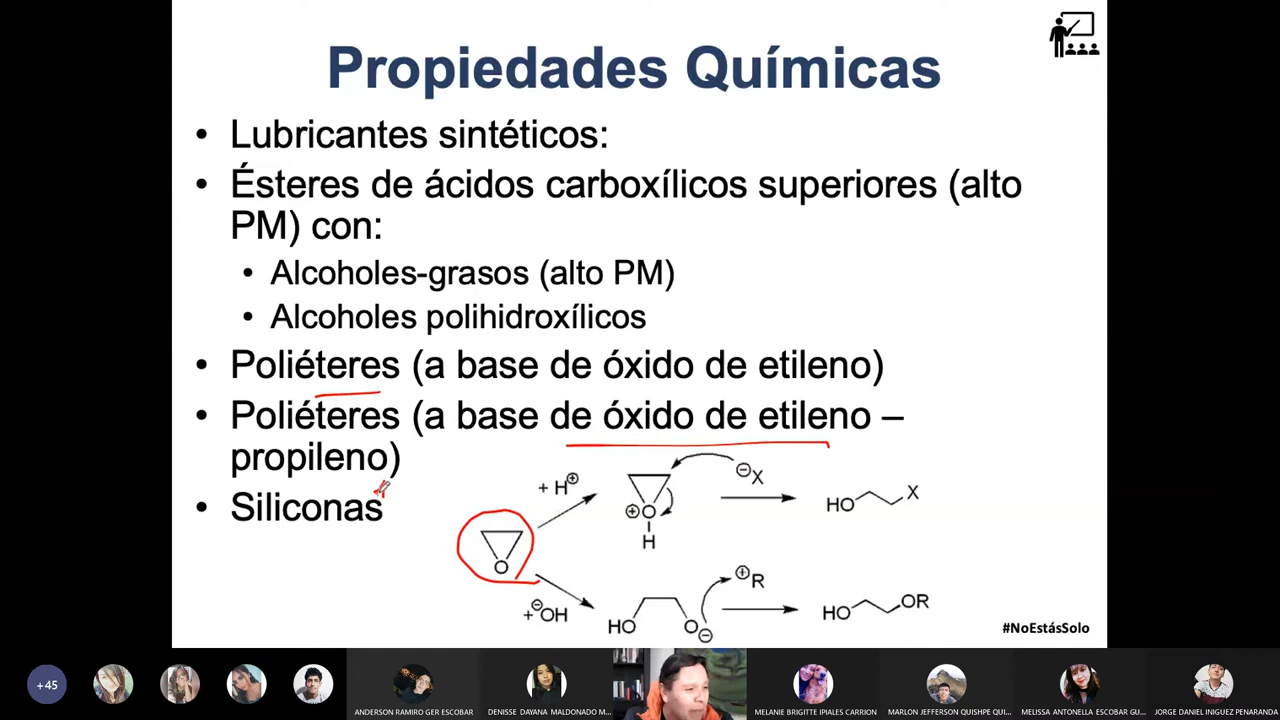 Propiedades Químicas
• Lubricantes sintéticos:
• Ésteres de ácidos carboxílicos superiores (alto
PM) con:
• Alcoholes-grasos (alto PM)
• Alcoholes polihidroxílicos
• Poliéteres (a base de óxido de etileno)
• Poliéteres (a base de óxido de etileno –
propileno)
• Siliconas
+ H⊕
⊕O
H
⊖X
HO X
O
+⊖OH
HO O⊖
⊕R
HO OR
#NoEstásSolo
+45
ANDERSON RAMIRO GER ESCOBAR
DENISSE DAYANA MALDONADO M...
MELANIE BRIGITTE IPIALES CARRION
MARLON JEFFERSON QUISHPE QUI...
MELISSA ANTONELLA ESCOBAR GU...
JORGE DANIEL INIGUEZ PENARANDA